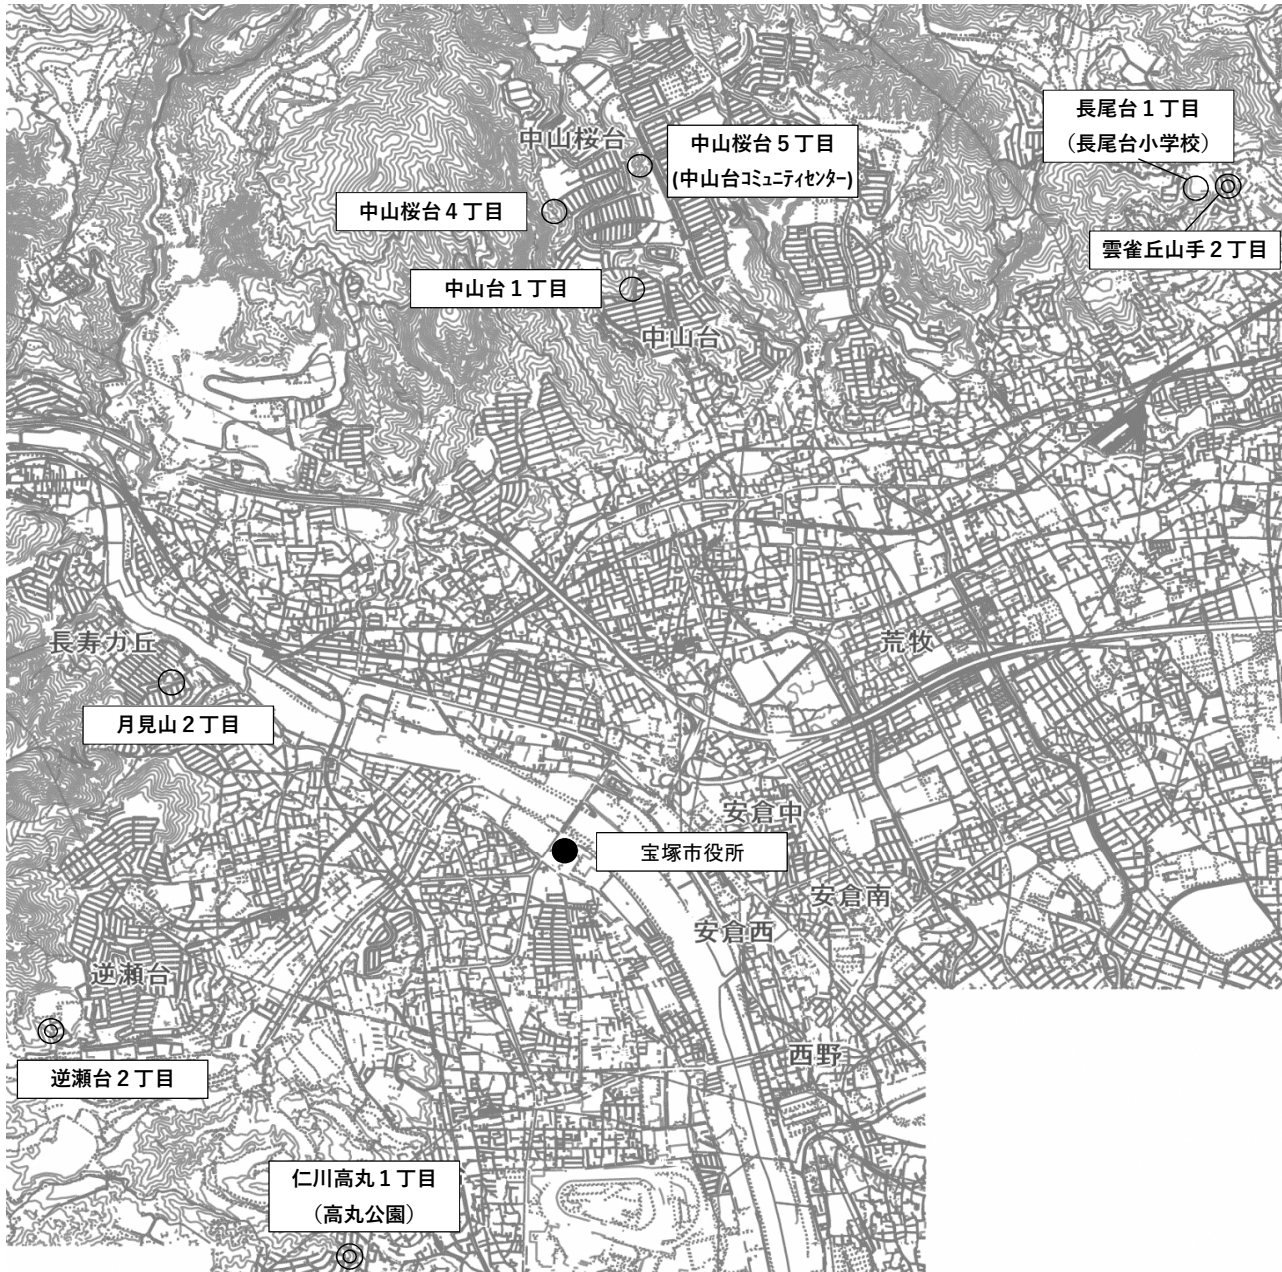 長尾台１丁目
（長尾台小学校）
中山桜台
中山桜台５丁目
(中山台ｺﾐｭﾆﾃｨｾﾝﾀｰ)
中山桜台４丁目
雲雀丘山手２丁目
中山台１丁目
中山台
長寿ガ丘
荒牧
月見山２丁目
安倉中
宝塚市役所
安倉南
安倉西
逆瀬台
西野
逆瀬台２丁目
仁川高丸１丁目
（高丸公園）